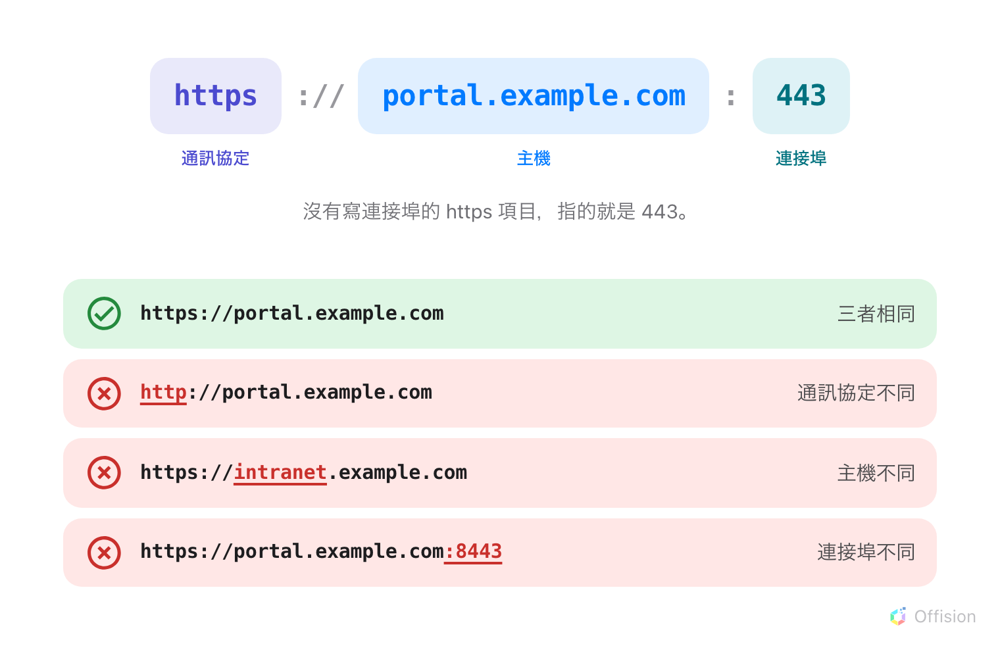 https :// portal.example.com : 443
通訊協定 主機 連接埠
沒有寫連接埠的 https 項目，指的就是 443。
https://portal.example.com 三者相同
http://portal.example.com 通訊協定不同
https://intranet.example.com 主機不同
https://portal.example.com:8443 連接埠不同
Offision